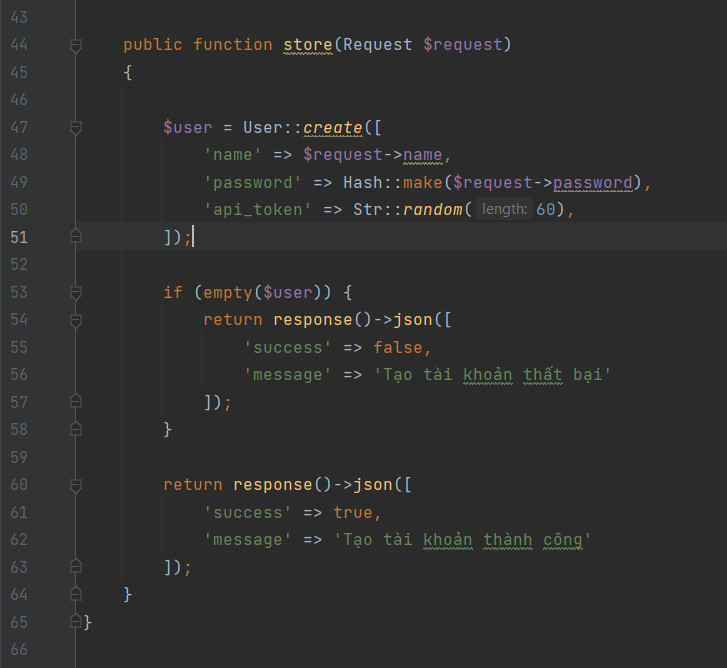 43
44 public function store(Request $request)
45 {
46
47 $user = User::create([
48 'name' => $request->name,
49 'password' => Hash::make($request->password),
50 'api_token' => Str::random( length: 60),
51 ]);
52
53 if (empty($user)) {
54 return response()->json([
55 'success' => false,
56 'message' => 'Tạo tài khoản thất bại'
57 ]);
58 }
59
60 return response()->json([
61 'success' => true,
62 'message' => 'Tạo tài khoản thành công'
63 ]);
64 }
65 }
66